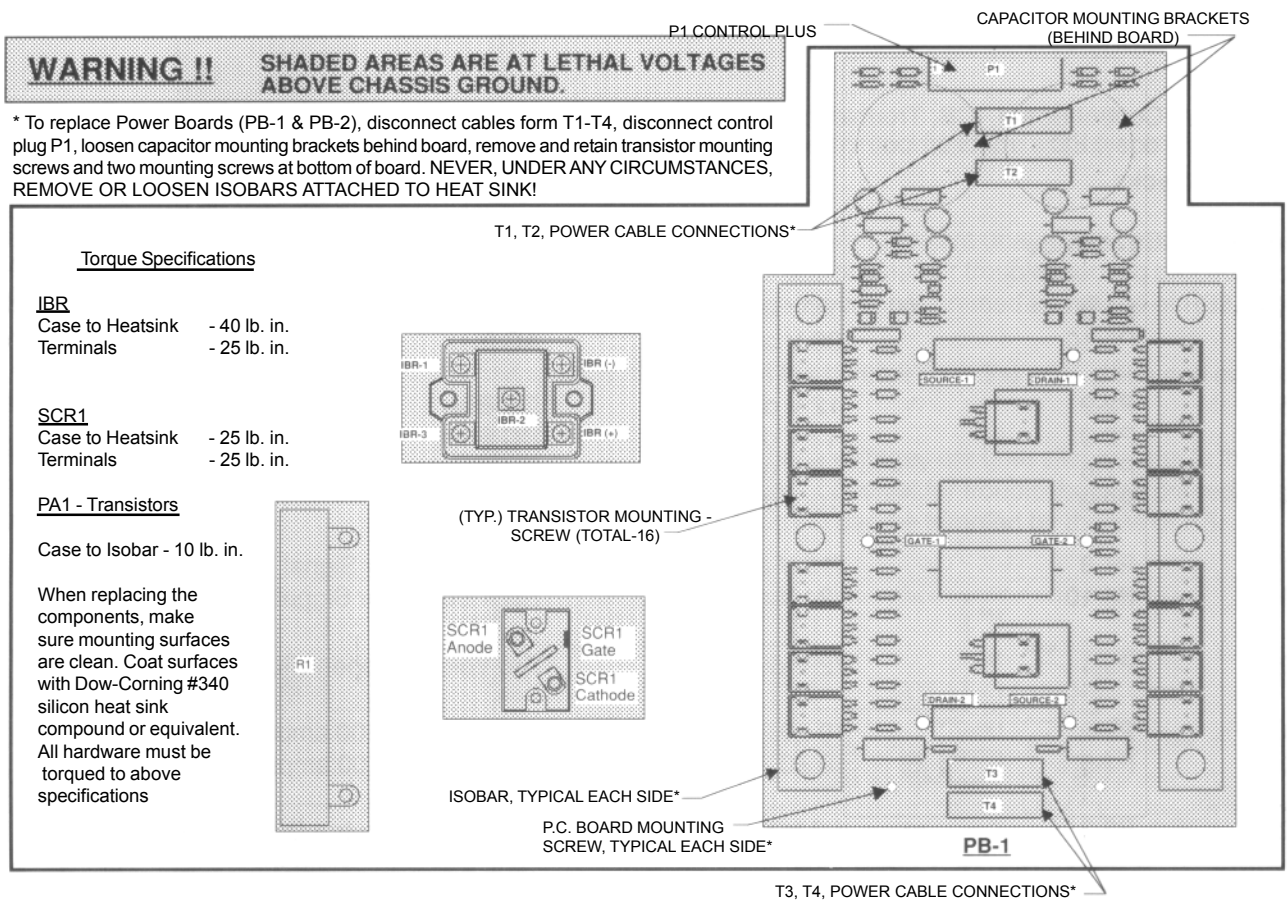 P1 CONTROL PLUS
CAPACITOR MOUNTING BRACKETS
(BEHIND BOARD)
WARNING !!
SHADED AREAS ARE AT LETHAL VOLTAGES
ABOVE CHASSIS GROUND.
* To replace Power Boards (PB-1 & PB-2), disconnect cables form T1-T4, disconnect control
plug P1, loosen capacitor mounting brackets behind board, remove and retain transistor mounting
screws and two mounting screws at bottom of board. NEVER, UNDER ANY CIRCUMSTANCES,
REMOVE OR LOOSEN ISOBARS ATTACHED TO HEAT SINK!
P1
T1
T2
T1, T2, POWER CABLE CONNECTIONS*
Torque Specifications
IBR
Case to Heatsink - 40 lb. in.
Terminals - 25 lb. in.
SCR1
Case to Heatsink - 25 lb. in.
Terminals - 25 lb. in.
PA1 - Transistors
Case to Isobar - 10 lb. in.
When replacing the
components, make
sure mounting surfaces
are clean. Coat surfaces
with Dow-Corning #340
silicon heat sink
compound or equivalent.
All hardware must be
torqued to above
specifications
R1
IBR-1
IBR (-)
IBR-2
IBR-3
IBR (+)
(TYP.) TRANSISTOR MOUNTING -
SCREW (TOTAL-16)
SCR1
Anode
SCR1
Gate
SCR1
Cathode
SOURCE-1
DRAIN-1
GATE-1
GATE-2
DRAIN-2
SOURCE-2
T3
T4
ISOBAR, TYPICAL EACH SIDE*
P.C. BOARD MOUNTING
SCREW, TYPICAL EACH SIDE*
PB-1
T3, T4, POWER CABLE CONNECTIONS*